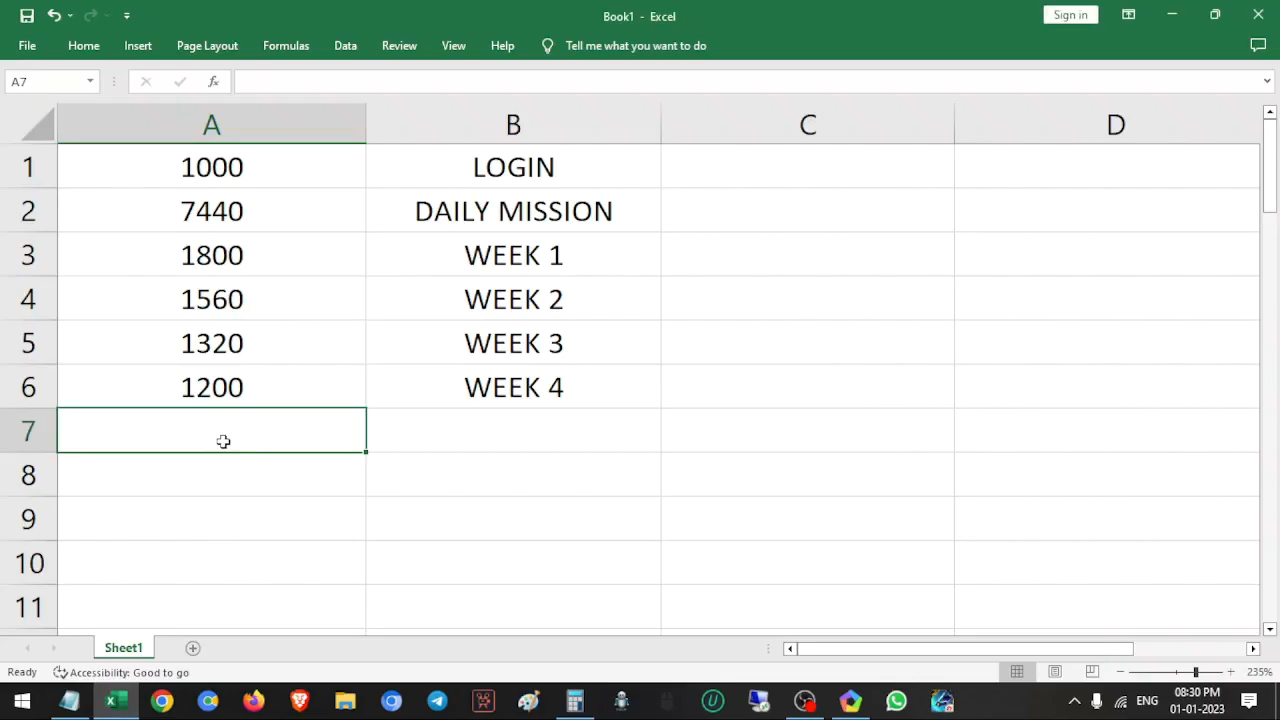 Book1 - Excel
Sign in
File Home Insert Page Layout Formulas Data Review View Help Tell me what you want to do
A7 fx
A B C D
1 1000 LOGIN
2 7440 DAILY MISSION
3 1800 WEEK 1
4 1560 WEEK 2
5 1320 WEEK 3
6 1200 WEEK 4
7
8
9
10
11
Sheet1
Ready Accessibility: Good to go 235%
ENG 08:30 PM
01-01-2023